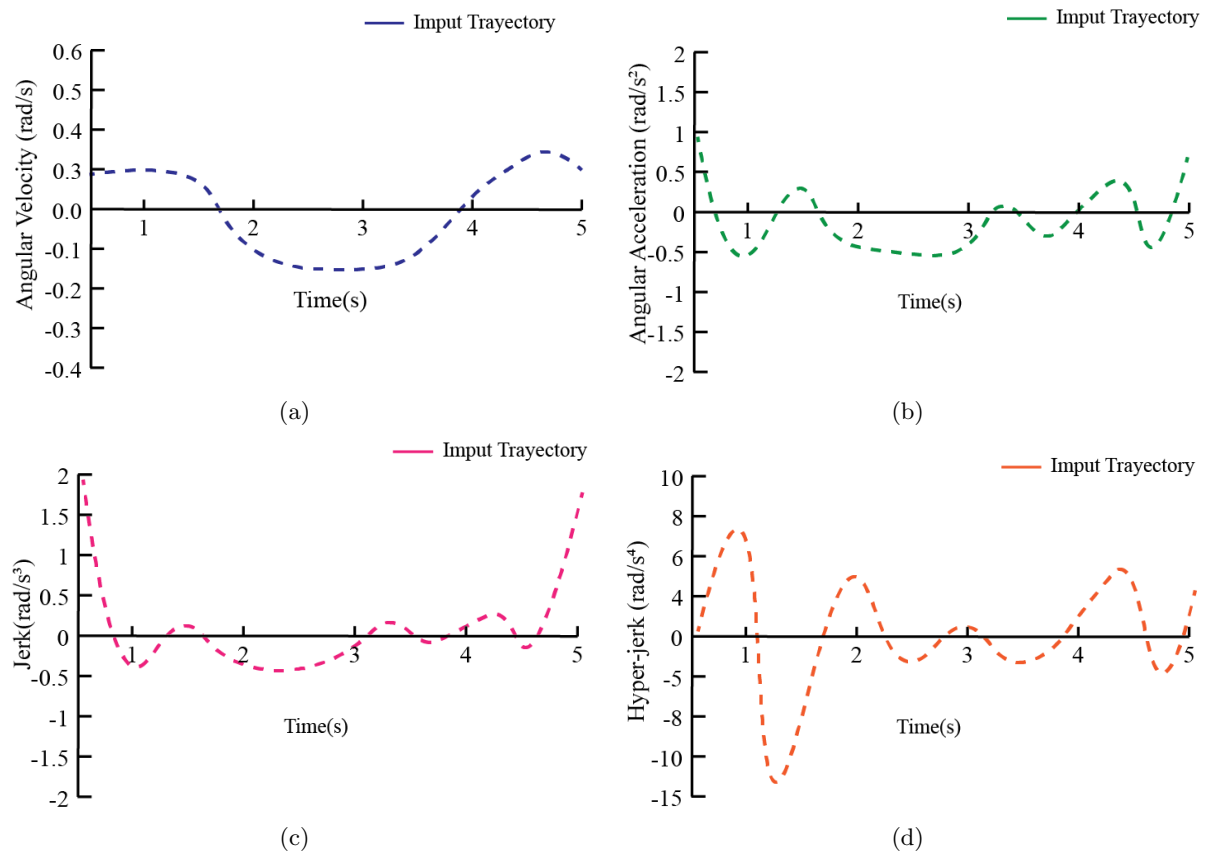 Imput Trayectory
Angular Velocity (rad/s)
0.6
0.5
0.4
0.3
0.0
-0.1
-0.2
-0.3
-0.4
1 2 3 4 5
Time(s)
(a)
Imput Trayectory
Angular Acceleration (rad/s²)
2
1.5
1
0.5
0
-0.5
-1
-1.5
-2
1 2 3 4 5
Time(s)
(b)
Imput Trayectory
Jerk(rad/s³)
2
1.5
1
0.5
0
-0.5
-1
-1.5
-2
1 2 3 4 5
Time(s)
(c)
Imput Trayectory
Hyper-jerk (rad/s⁴)
10
8
6
4
0
-5
-8
-10
-15
1 2 3 4 5
Time(s)
(d)